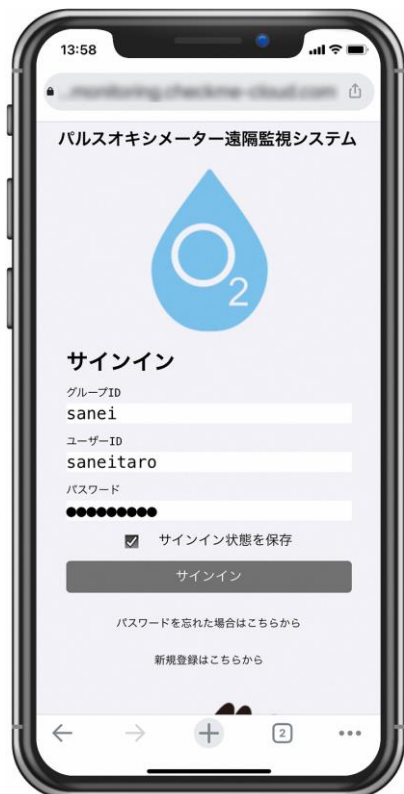 13:58
パルスオキシメーター遠隔監視システム
O2
サインイン
グループID
sanei
ユーザーID
saneitaro
パスワード
●●●●●●●●●
サインイン状態を保存
サインイン
パスワードを忘れた場合はこちらから
新規登録はこちらから
2